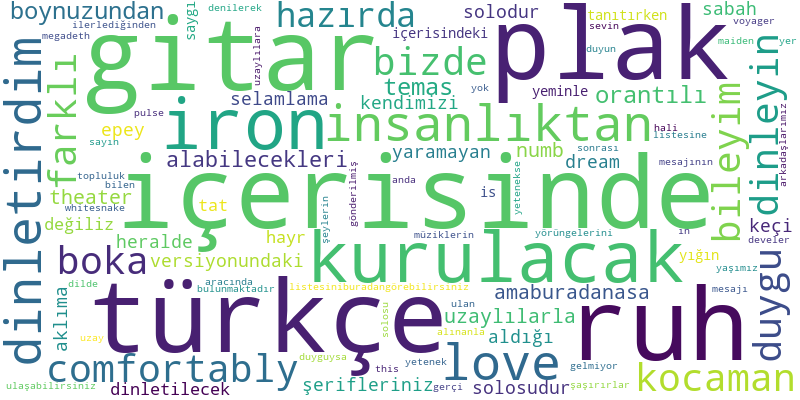 boynuzundan
ilerlediğinden
megadeth
denilerek
saygı
hazırda
solodur
tanıtırken
sabah
voyager
gitar
uzaylılara
içerisindeki
plak
sevin
maiden
yer
duyun
dinletirdim
farklı
bizde
temas
yok
yeminle
orantılı
selamlama
kendimizi
iron
insanlıktan
bileyim
dinleyin
arkadaşlarımız
epey
pulse
sayın
hali
listesine
alabilecekleri
yaramayan
numb
sonrası
mesajının
dream
topluluk
bilen
anda
yetenekse
içerisinde
gönderilmiş
theater
whitesnake
tat
is
değiliz
şeylerin
müziklerin
yörüngelerini
in
keçi
develer
heralde
hayr
kurulacak
boka
versiyonundaki
yığın
yaşımız
duygu
dilde
aracında
bulunmaktadır
listesiniburadangörebilirsiniz
amaburadanasa
mesajı
türkçe
ruh
aklıma
uzay
solosu
ulan
uzaylılarla
alınanla
aldığı
comfortably
duyguysa
yetenek
this
love
gelmiyor
kocaman
ulaşabilirsiniz
dinletilecek
şerifleriniz
gerçi
solosudur
şaşırırlar